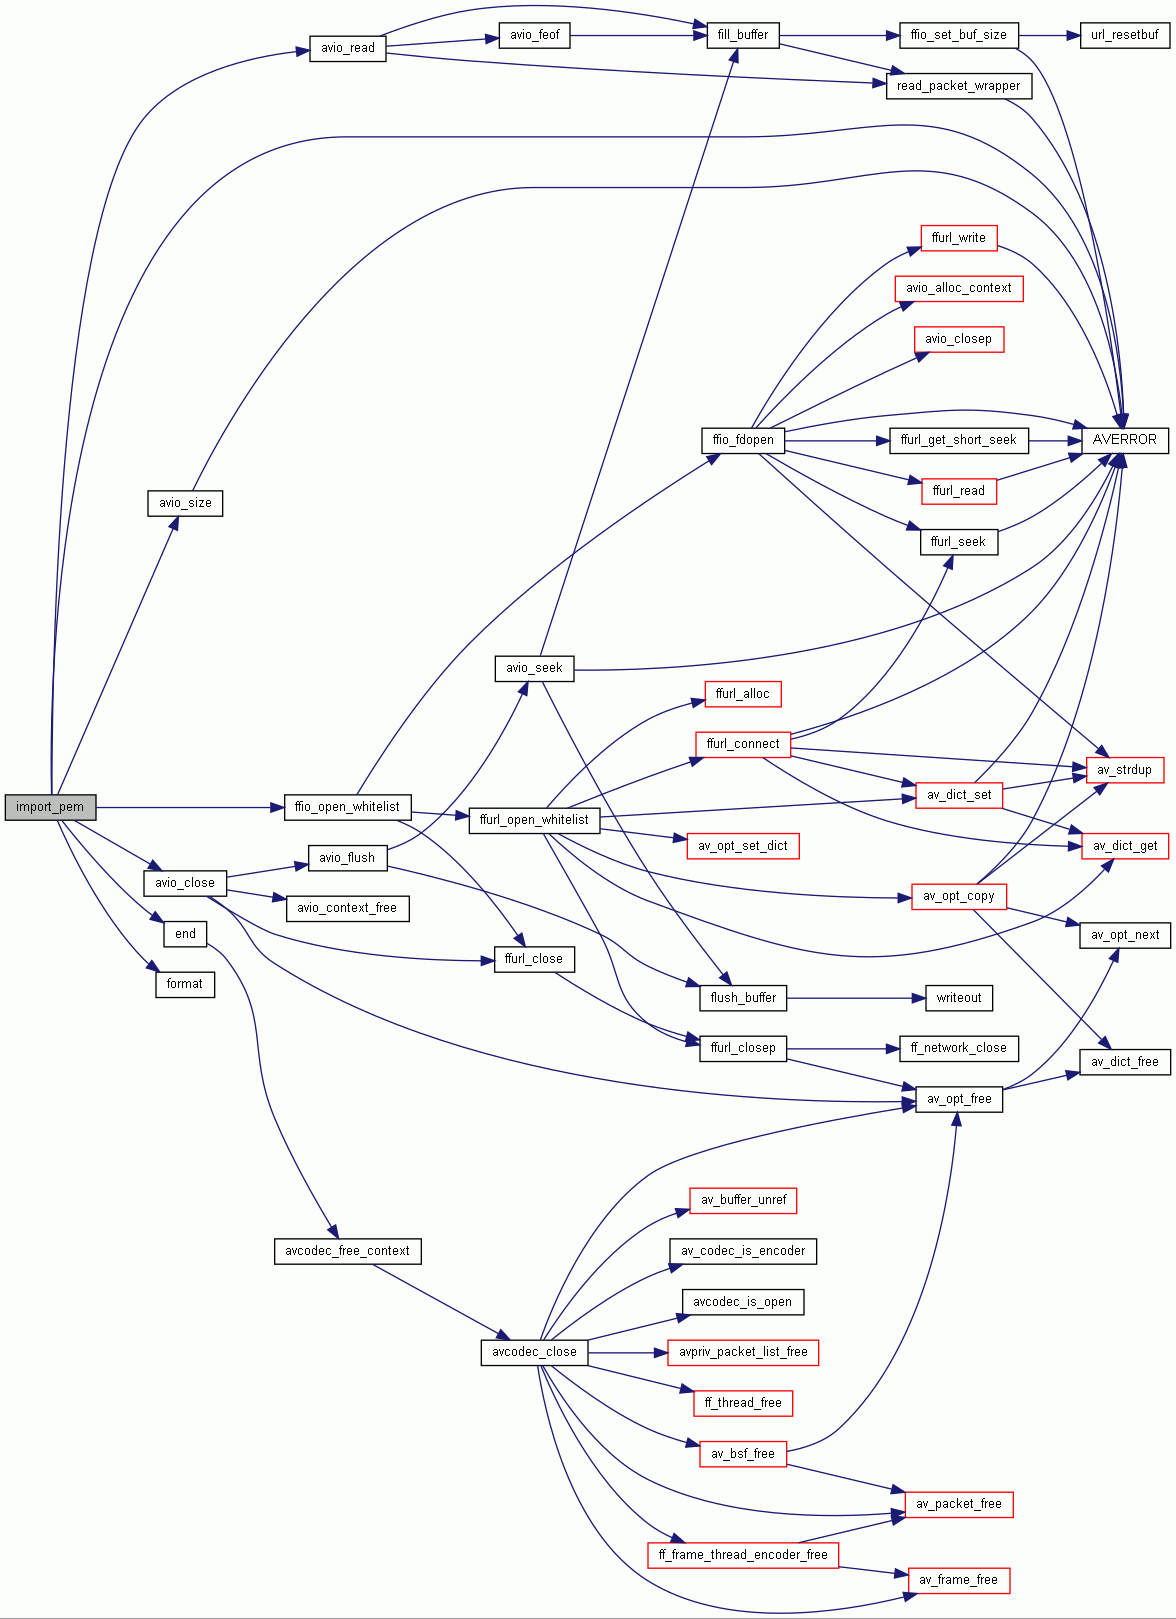 avio_read
avio_feof
fill_buffer
ffio_set_buf_size
url_resetbuf
read_packet_wrapper
ffurl_write
avio_alloc_context
avio_closep
ffio_fdopen
ffurl_get_short_seek
AVERROR
avio_size
ffurl_read
ffurl_seek
avio_seek
ffurl_alloc
ffurl_connect
av_strdup
import_pem
ffio_open_whitelist
ffurl_open_whitelist
av_dict_set
av_opt_set_dict
av_dict_get
avio_flush
avio_close
avio_context_free
av_opt_copy
end
av_opt_next
format
ffurl_close
flush_buffer
writeout
ffurl_closep
ff_network_close
av_dict_free
av_opt_free
av_buffer_unref
avcodec_free_context
av_codec_is_encoder
avcodec_is_open
avcodec_close
avpriv_packet_list_free
ff_thread_free
av_bsf_free
av_packet_free
ff_frame_thread_encoder_free
av_frame_free